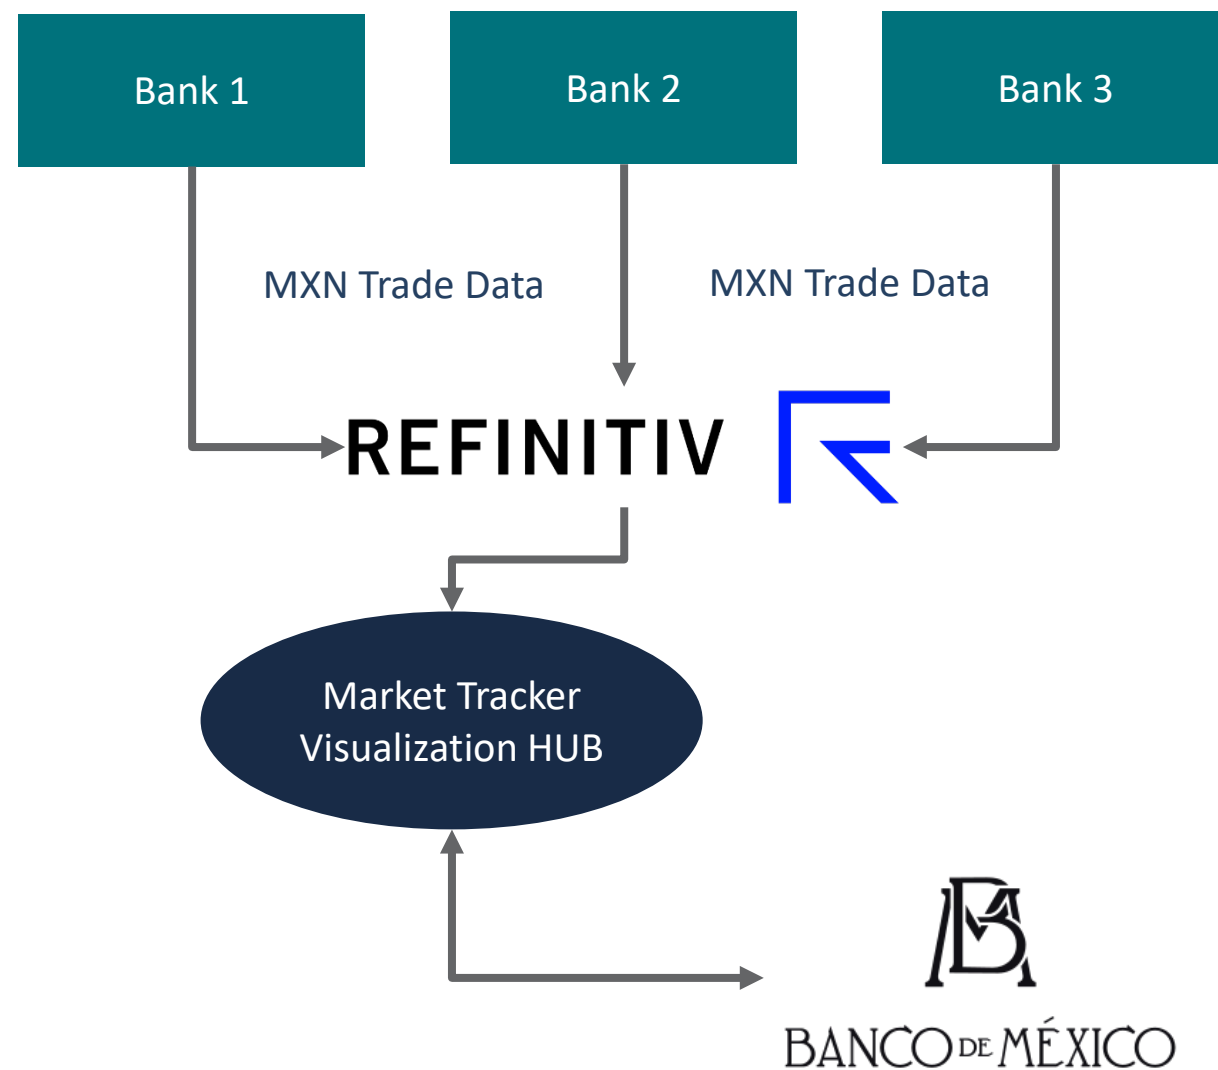 Bank 1
Bank 2
Bank 3
MXN Trade Data
MXN Trade Data
REFINITIV
Market Tracker
Visualization HUB
BANCO DE MÉXICO